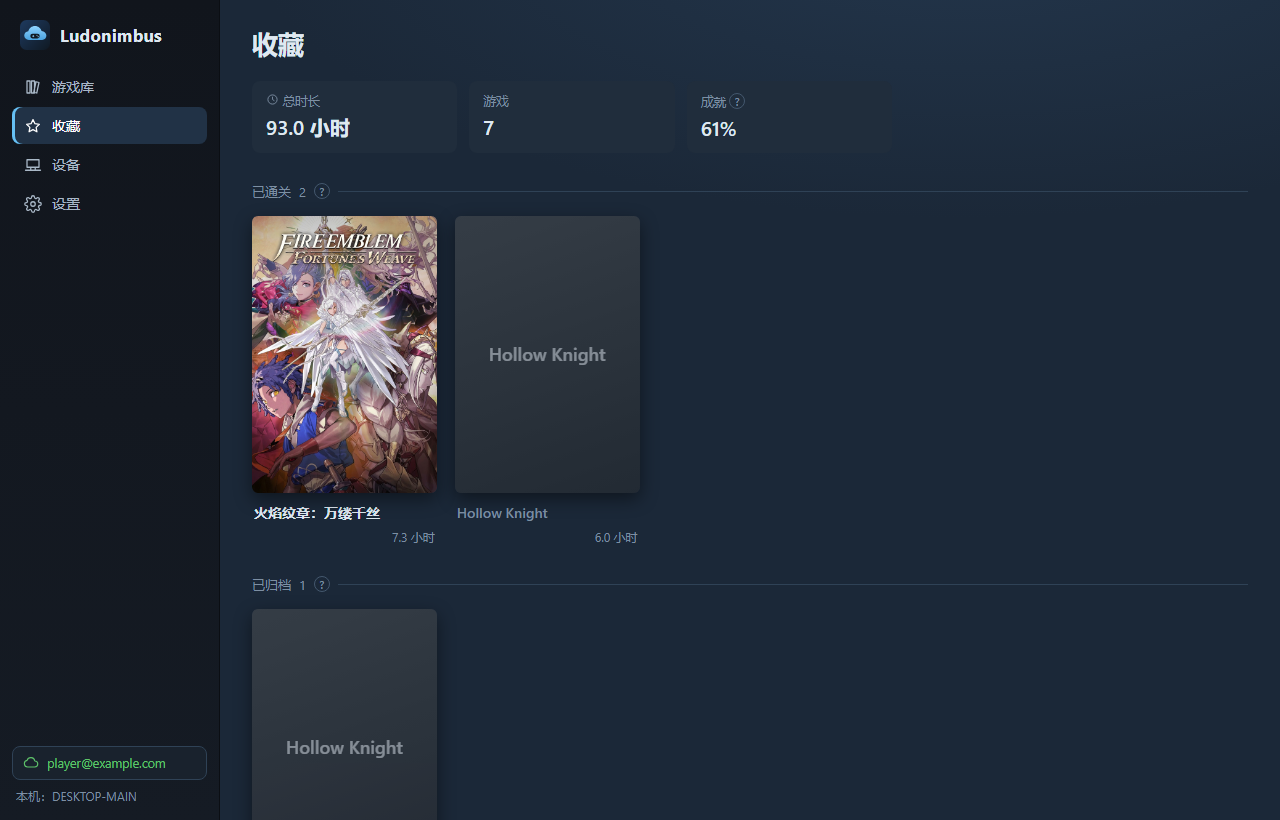 Ludonimbus
游戏库
收藏
设备
设置
player@example.com
本机：DESKTOP-MAIN
收藏
总时长
93.0 小时
游戏
7
成就 ?
61%
已通关 2 ?
FIRE EMBLEM
FORTUNE'S WEAVE
Hollow Knight
火焰纹章：万缕千丝
7.3 小时
Hollow Knight
6.0 小时
已归档 1 ?
Hollow Knight